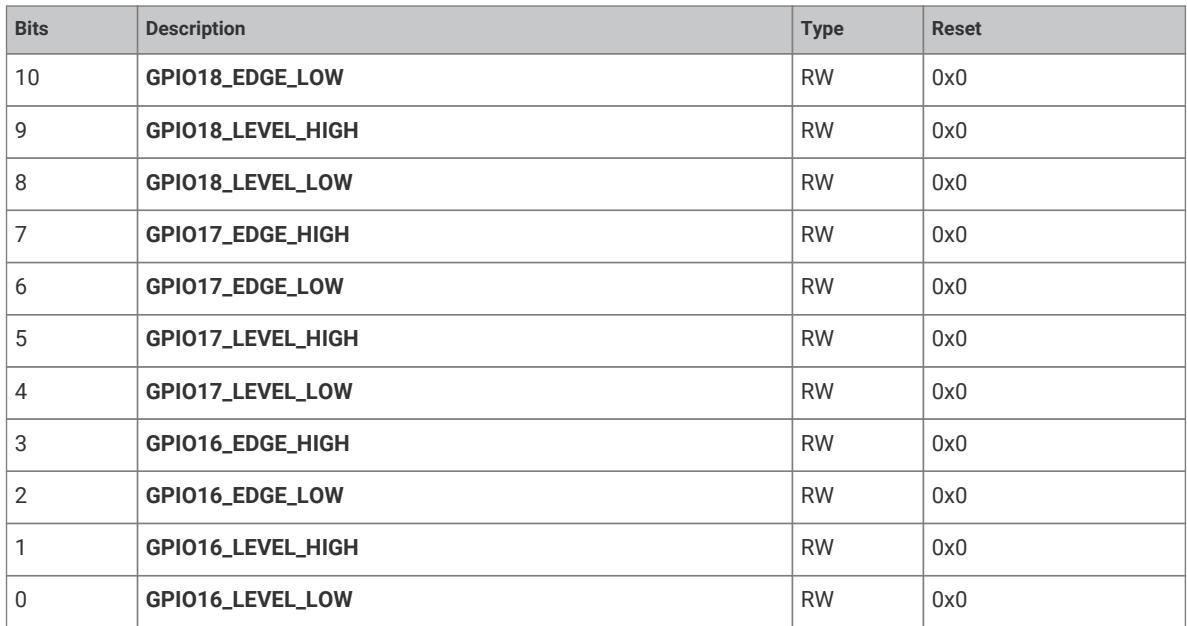 Bits Description Type Reset
10 GPIO18_EDGE_LOW RW 0x0
9 GPIO18_LEVEL_HIGH RW 0x0
8 GPIO18_LEVEL_LOW RW 0x0
7 GPIO17_EDGE_HIGH RW 0x0
6 GPIO17_EDGE_LOW RW 0x0
5 GPIO17_LEVEL_HIGH RW 0x0
4 GPIO17_LEVEL_LOW RW 0x0
3 GPIO16_EDGE_HIGH RW 0x0
2 GPIO16_EDGE_LOW RW 0x0
1 GPIO16_LEVEL_HIGH RW 0x0
0 GPIO16_LEVEL_LOW RW 0x0